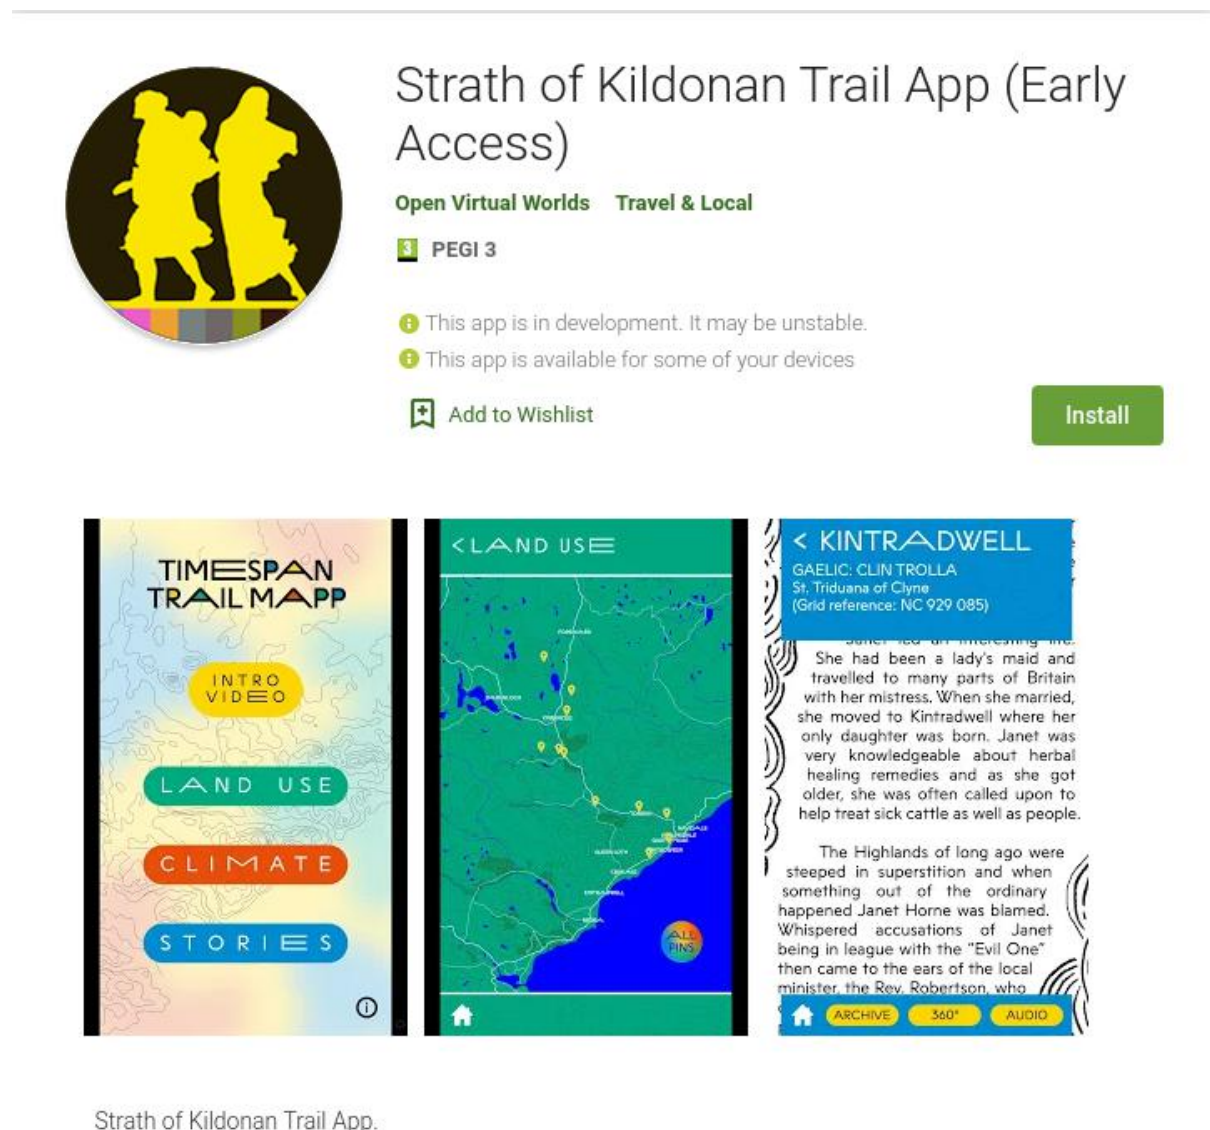 Strath of Kildonan Trail App (Early
Access)
Open Virtual Worlds Travel & Local
3 PEGI 3
This app is in development. It may be unstable.
This app is available for some of your devices
Add to Wishlist
Install
TIMESPAN
TRAIL MAPP
INTRO
VIDEO
LAND USE
CLIMATE
STORIES
<LAND USE
ALL
PINS
< KINTRADWELL
GAELIC: CLIN TROLLA
St. Triduana of Clyne
(Grid reference: NC 929 085)
She had been a lady's maid and
travelled to many parts of Britain
with her mistress. When she married,
she moved to Kintradwell where her
only daughter was born. Janet was
very knowledgeable about herbal
healing remedies and as she got
older, she was often called upon to
help treat sick cattle as well as people.
The Highlands of long ago were
steeped in superstition and when
something out of the ordinary
happened Janet Horne was blamed.
Whispered accusations of Janet
being in league with the "Evil One"
then came to the ears of the local
minister, the Rev. Robertson, who
ARCHIVE 360° AUDIO
Strath of Kildonan Trail App.